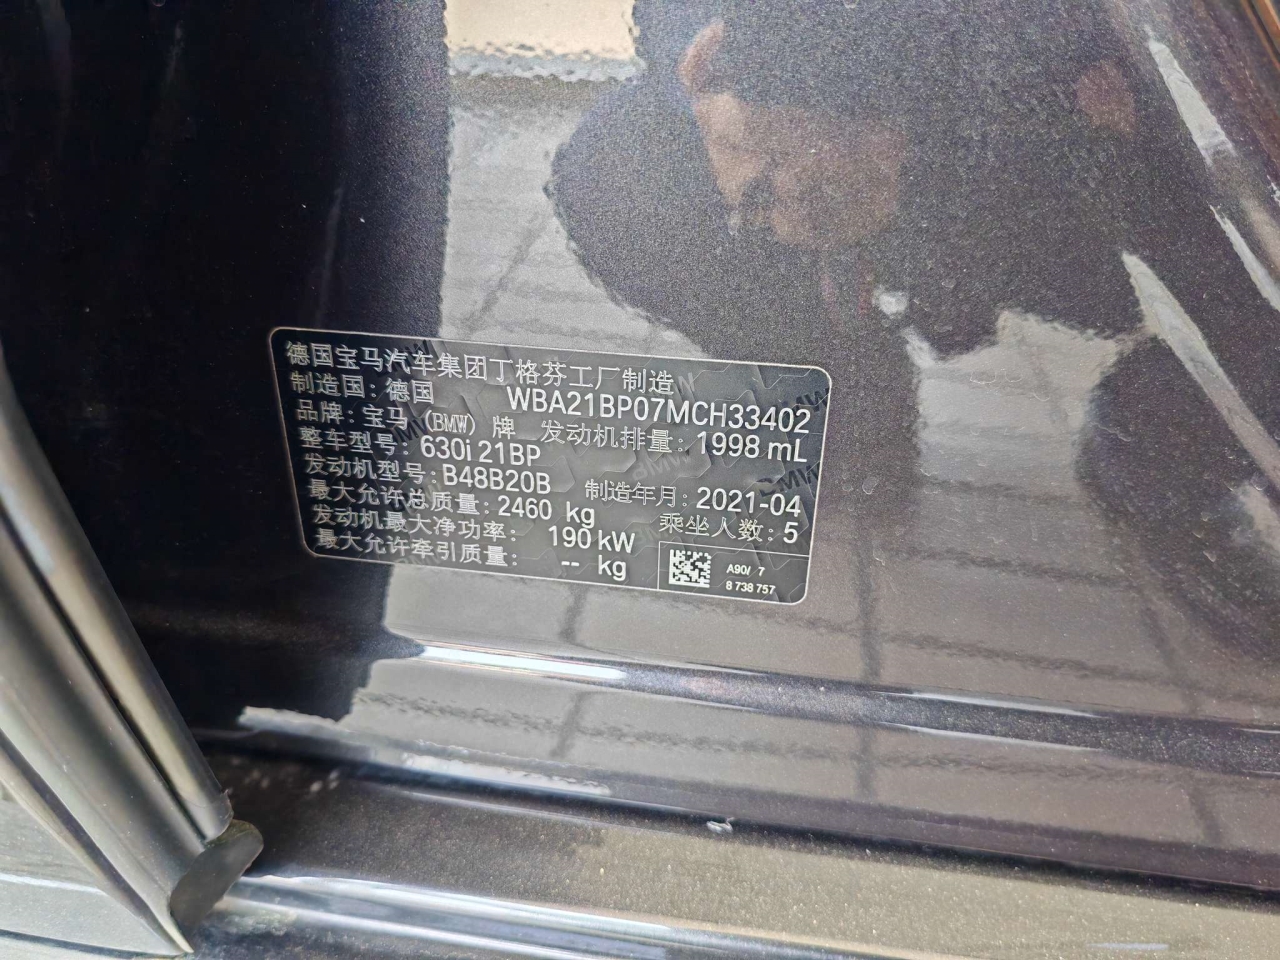 德国宝马汽车集团丁格芬工厂制造
制造国：德国 WBA21BP07MCH33402
品牌：宝马 (BMW) 牌 发动机排量：1998 mL
整车型号：630i 21BP
发动机型号：B48B20B 制造年月：2021-04
最大允许总质量：2460 kg 乘坐人数：5
发动机最大净功率： 190 kW
最大允许牵引质量： -- kg
A90/ 7
8 738 757